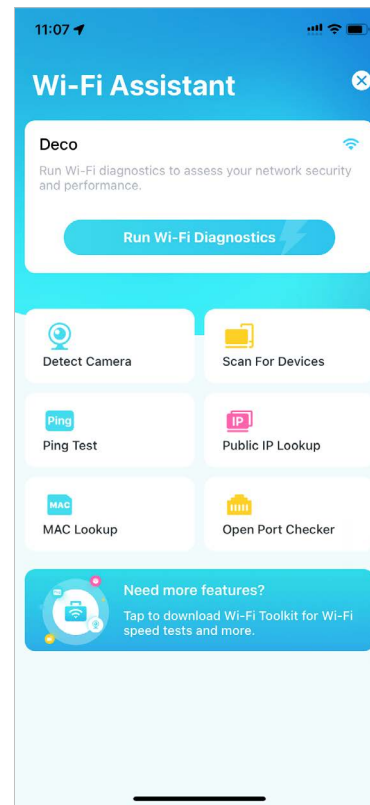 11:07
Wi-Fi Assistant
Deco
Run Wi-Fi diagnostics to assess your network security
and performance.
Run Wi-Fi Diagnostics
Detect Camera
Scan For Devices
Ping
Ping Test
IP
Public IP Lookup
MAC
MAC Lookup
Open Port Checker
Need more features?
Tap to download Wi-Fi Toolkit for Wi-Fi
speed tests and more.